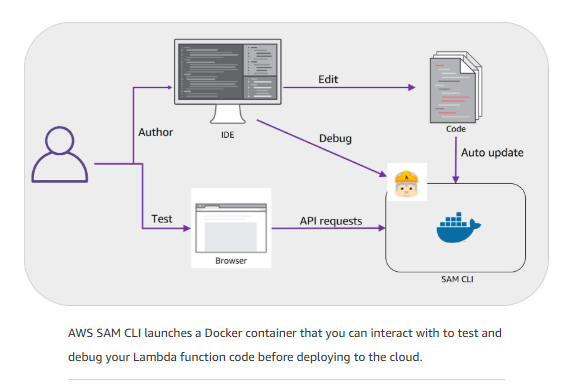 Edit
Author
IDE
Code
Debug
Auto update
Test
API requests
Browser
SAM CLI
AWS SAM CLI launches a Docker container that you can interact with to test and
debug your Lambda function code before deploying to the cloud.